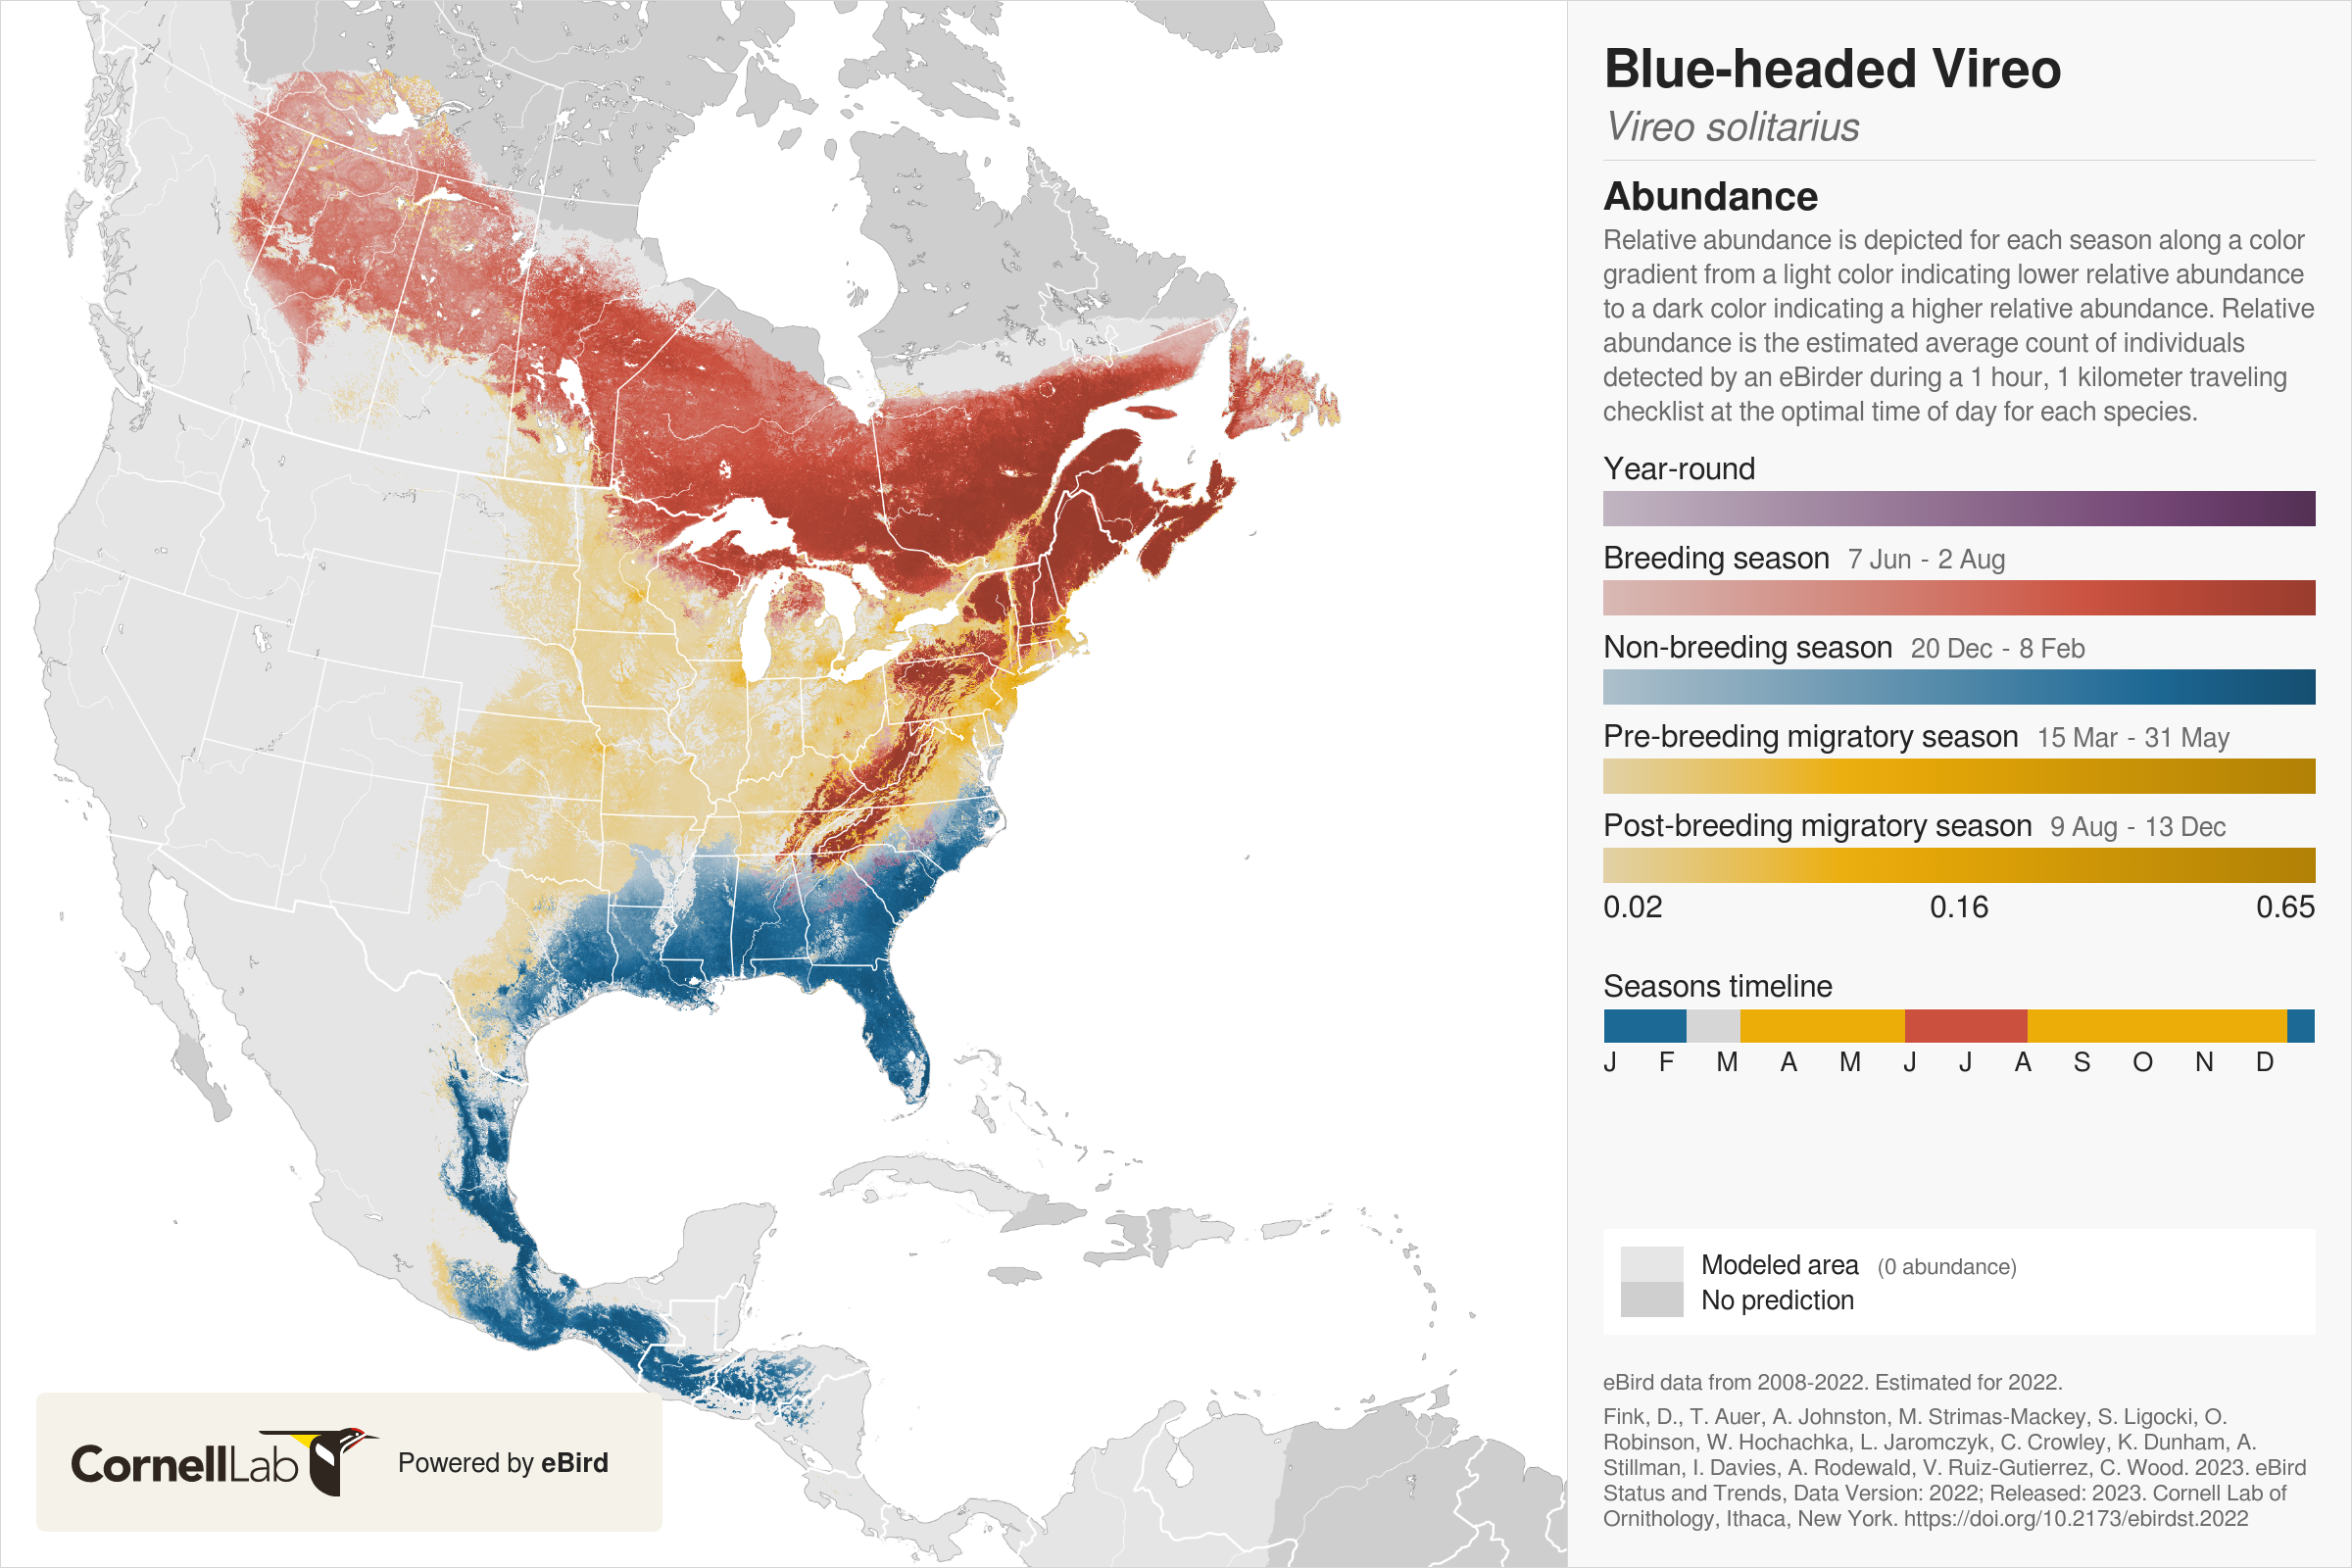 Blue-headed Vireo
Vireo solitarius
Abundance
Relative abundance is depicted for each season along a color
gradient from a light color indicating lower relative abundance
to a dark color indicating a higher relative abundance. Relative
abundance is the estimated average count of individuals
detected by an eBirder during a 1 hour, 1 kilometer traveling
checklist at the optimal time of day for each species.
Year-round
Breeding season 7 Jun - 2 Aug
Non-breeding season 20 Dec - 8 Feb
Pre-breeding migratory season 15 Mar - 31 May
Post-breeding migratory season 9 Aug - 13 Dec
0.02 0.16 0.65
Seasons timeline
J F M A M J J A S O N D
Modeled area (0 abundance)
No prediction
eBird data from 2008-2022. Estimated for 2022.
Fink, D., T. Auer, A. Johnston, M. Strimas-Mackey, S. Ligocki, O.
Robinson, W. Hochachka, L. Jaromczyk, C. Crowley, K. Dunham, A.
Stillman, I. Davies, A. Rodewald, V. Ruiz-Gutierrez, C. Wood. 2023. eBird
Status and Trends, Data Version: 2022; Released: 2023. Cornell Lab of
Ornithology, Ithaca, New York. https://doi.org/10.2173/ebirdst.2022
CornellLab Powered by eBird